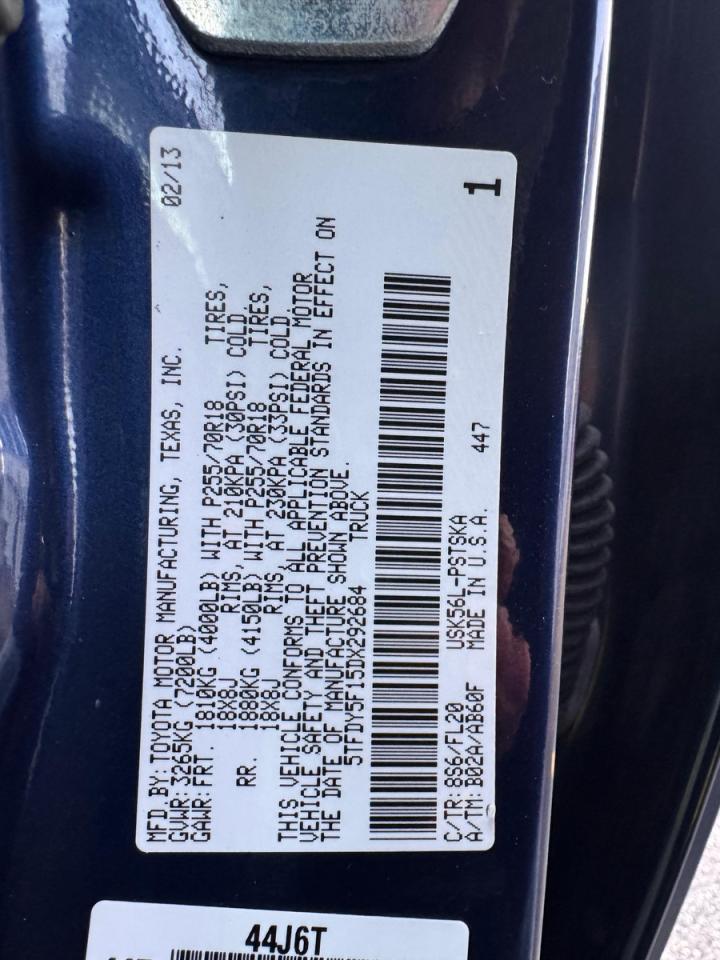 MFD.BY: TOYOTA MOTOR MANUFACTURING, TEXAS, INC. 02/13
GVWR: 3265KG (7200LB)
GAWR: FRT. 1810KG (4000LB) WITH P255/70R18 TIRES,
18X8J RIMS, AT 210KPA (30PSI) COLD.
RR. 1880KG (4150LB) WITH P255/70R18 TIRES,
18X8J RIMS, AT 230KPA (33PSI) COLD.
THIS VEHICLE CONFORMS TO ALL APPLICABLE FEDERAL MOTOR
VEHICLE SAFETY AND THEFT PREVENTION STANDARDS IN EFFECT ON
THE DATE OF MANUFACTURE SHOWN ABOVE.
5TFDY5F15DX292684 TRUCK
C/TR: 8S6/FL20 USK56L-PSTSKA
A/TM: B02A/AB60F MADE IN U.S.A. 447
1
44J6T